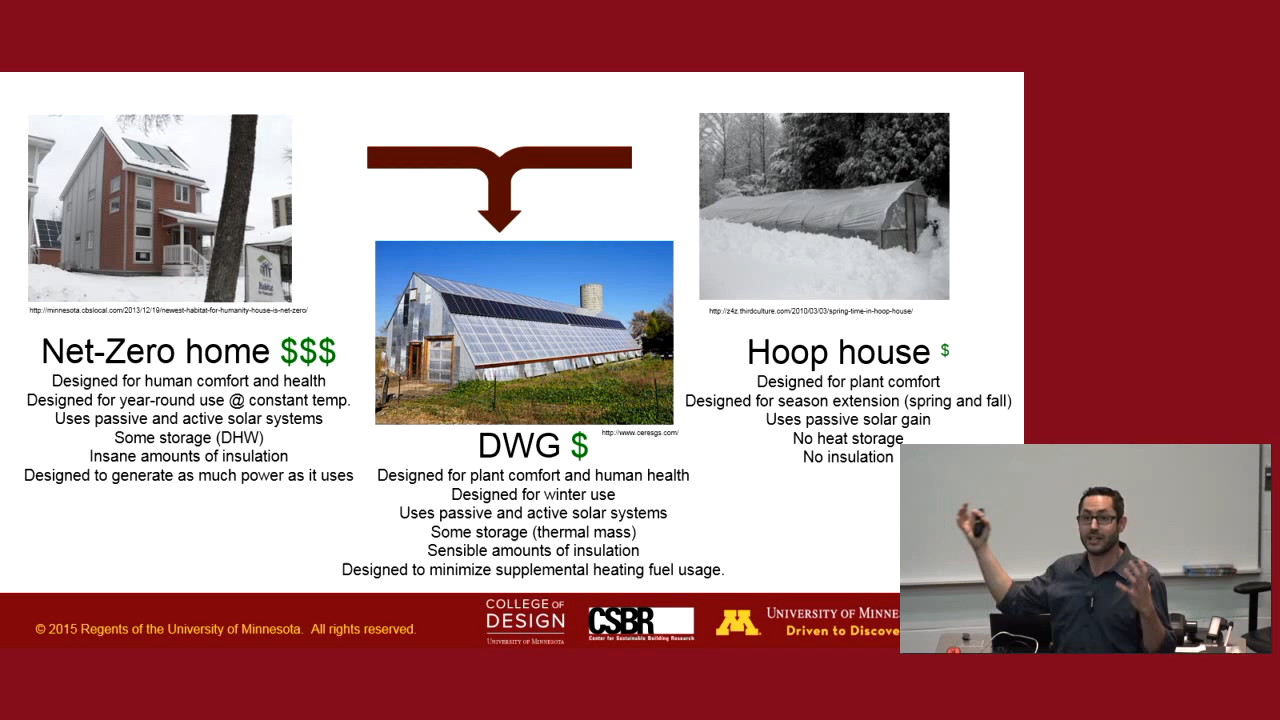 http://minnesota.cbslocal.com/2013/12/19/newest-habitat-for-humanity-house-is-net-zero/
Net-Zero home $$$
Designed for human comfort and health
Designed for year-round use @ constant temp.
Uses passive and active solar systems
Some storage (DHW)
Insane amounts of insulation
Designed to generate as much power as it uses
http://www.ceresgs.com/
DWG $
Designed for plant comfort and human health
Designed for winter use
Uses passive and active solar systems
Some storage (thermal mass)
Sensible amounts of insulation
Designed to minimize supplemental heating fuel usage.
http://z4z.thirdculture.com/2010/03/03/spring-time-in-hoop-house/
Hoop house $
Designed for plant comfort
Designed for season extension (spring and fall)
Uses passive solar gain
No heat storage
No insulation
© 2015 Regents of the University of Minnesota. All rights reserved.
COLLEGE OF
DESIGN
UNIVERSITY OF MINNESOTA
CSBR
Center for Sustainable Building Research
M
UNIVERSITY OF MINNE
Driven to Discove